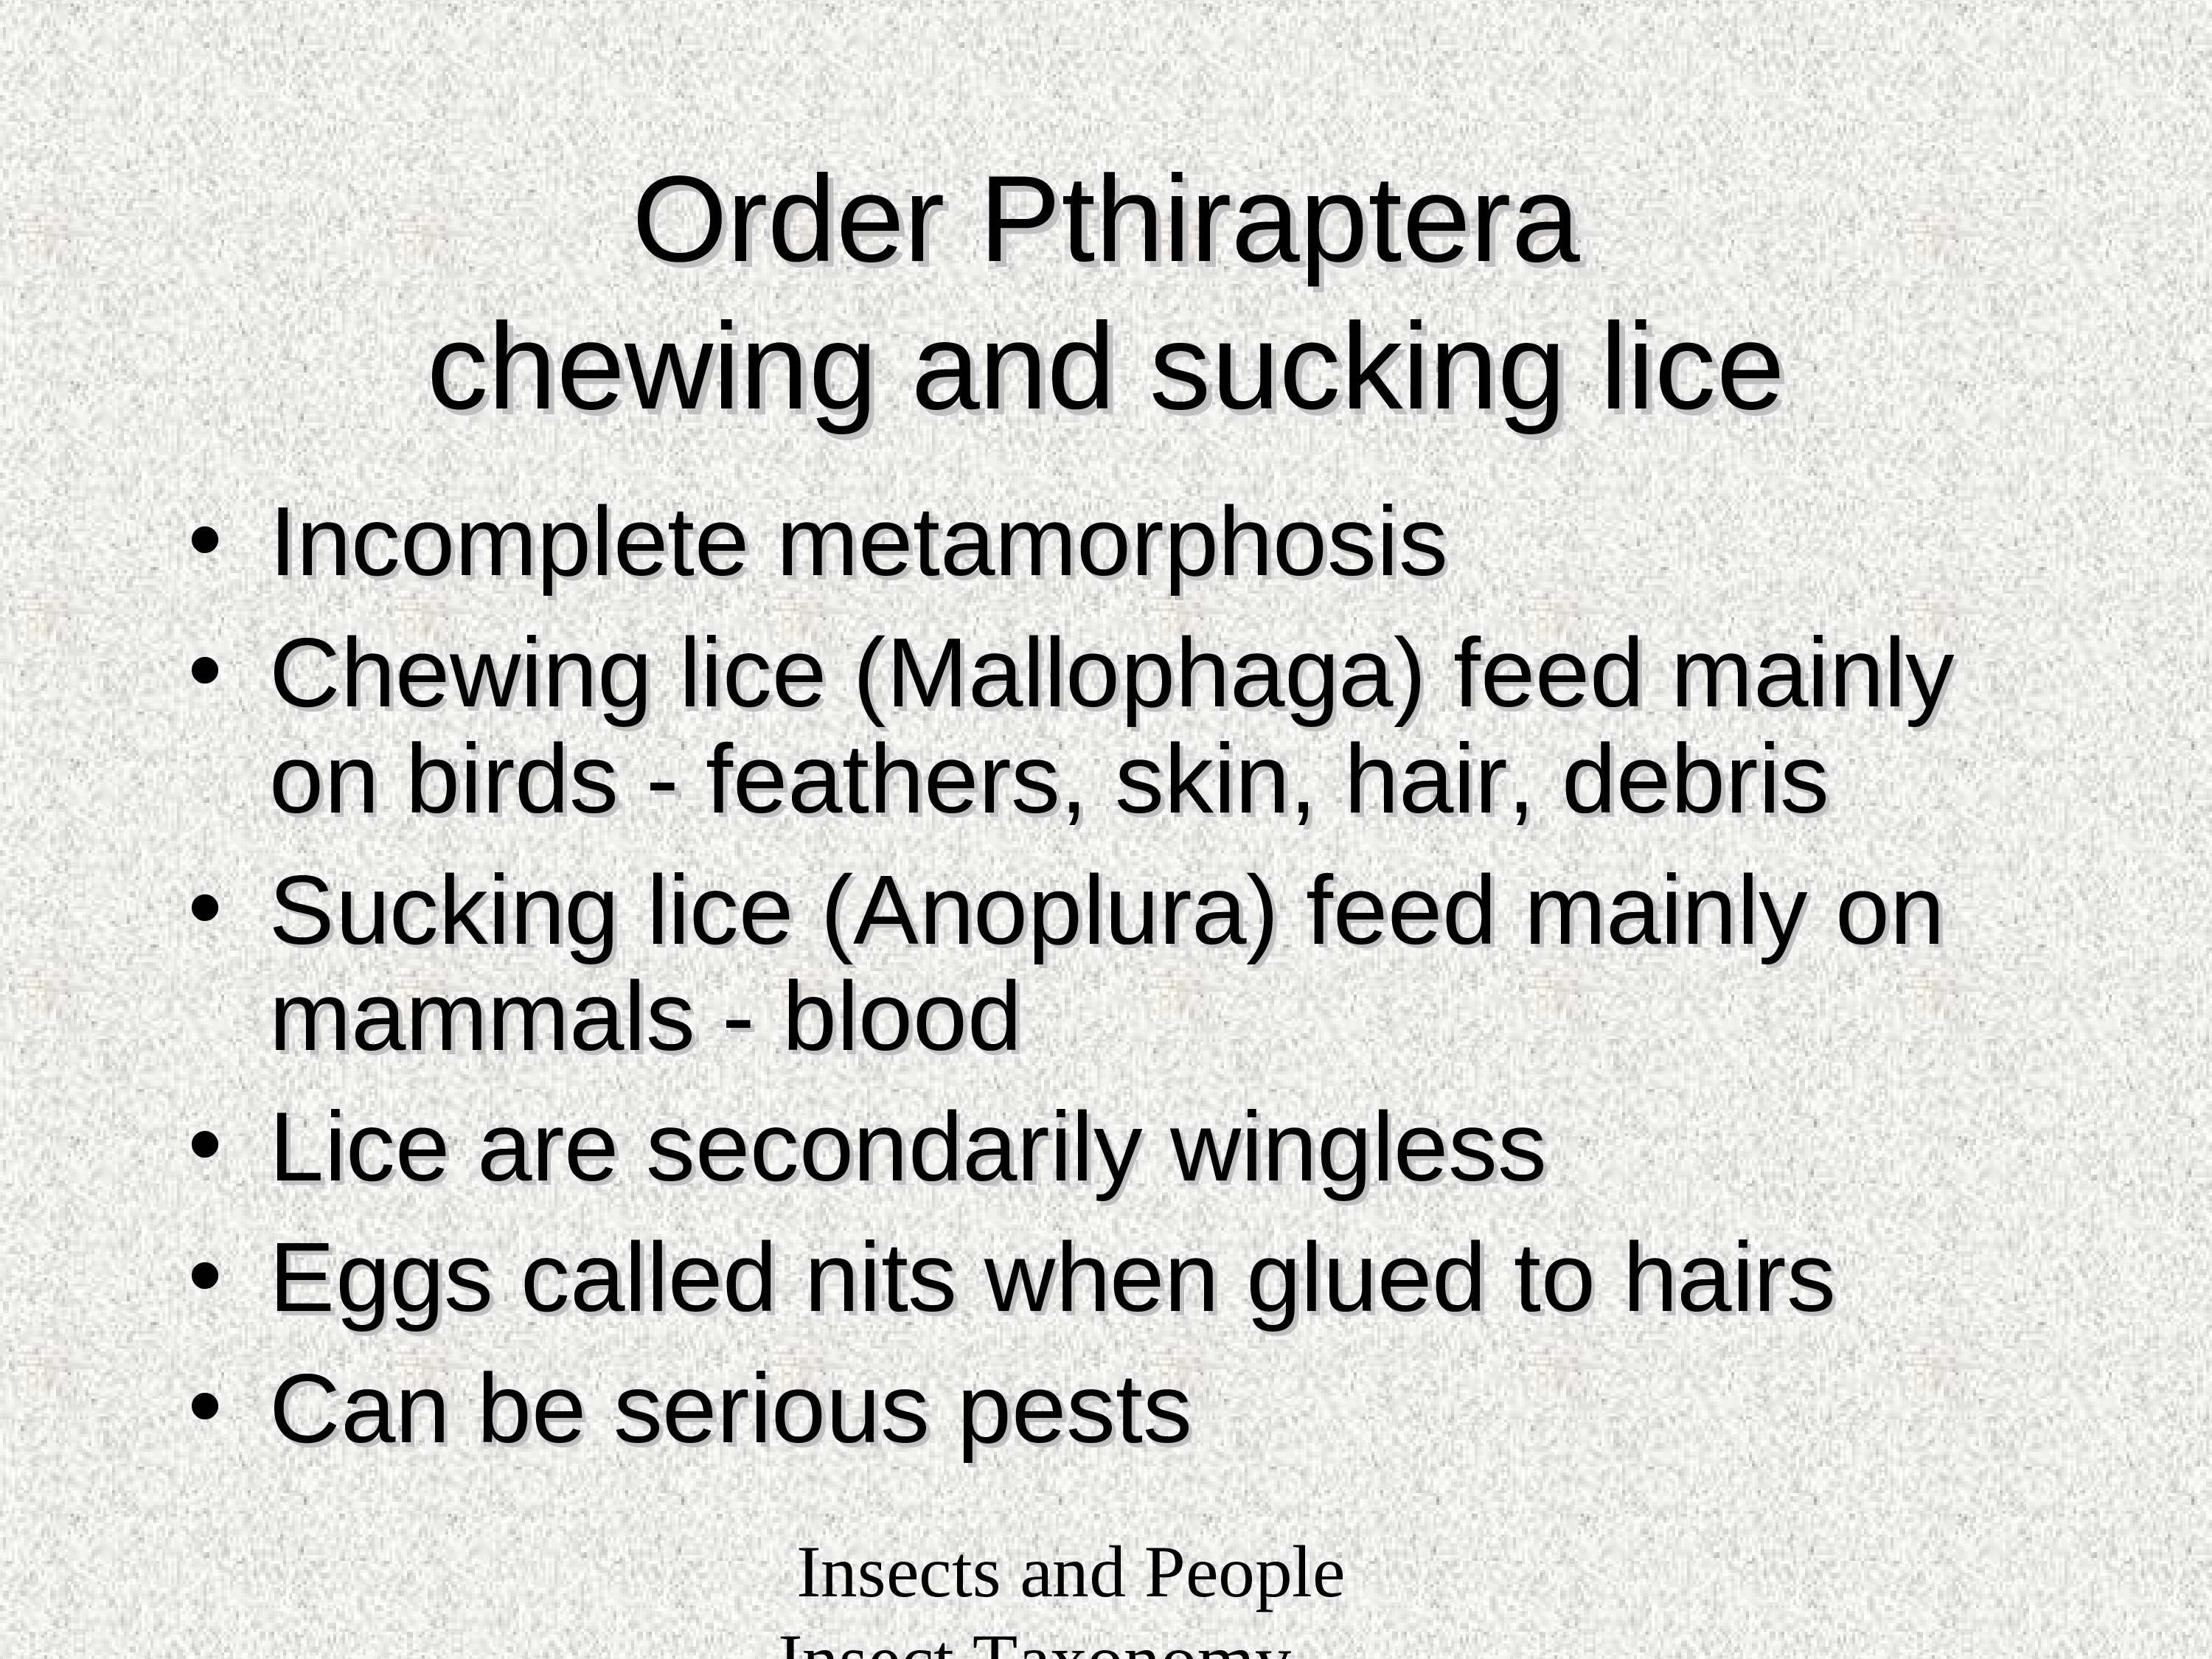 Order Pthiraptera
chewing and sucking lice
• Incomplete metamorphosis
• Chewing lice (Mallophaga) feed mainly
on birds - feathers, skin, hair, debris
• Sucking lice (Anoplura) feed mainly on
mammals - blood
• Lice are secondarily wingless
• Eggs called nits when glued to hairs
• Can be serious pests
Insects and People
Insect Taxonomy